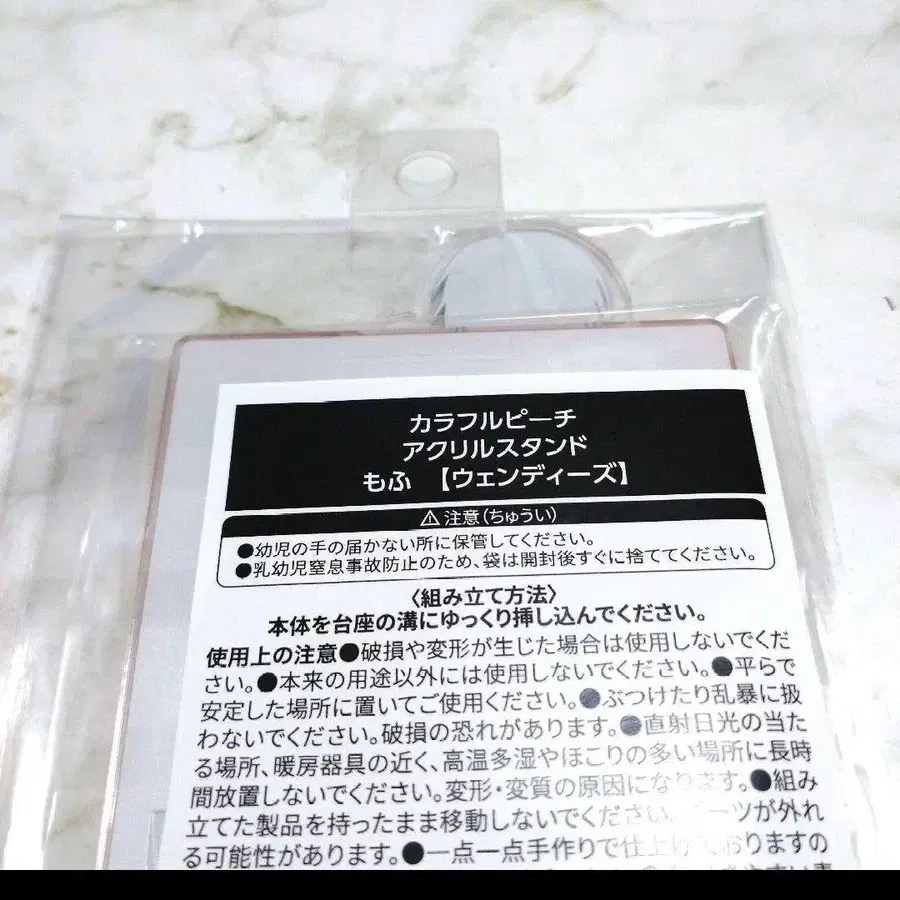 カラフルピーチ
アクリルスタンド
もふ 【ウェンディーズ】
⚠注意(ちゅうい)
●幼児の手の届かない所に保管してください。
●乳幼児窒息事故防止のため、袋は開封後すぐに捨ててください。
〈組み立て方法〉
本体を台座の溝にゆっくり挿し込んでください。
使用上の注意●破損や変形が生じた場合は使用しないでくだ
さい。●本来の用途以外には使用しないでください。●平らで
安定した場所に置いてご使用ください。●ぶつけたり乱暴に扱
わないでください。破損の恐れがあります。●直射日光の当た
る場所、暖房器具の近く、高温多湿やほこりの多い場所に長時
間放置しないでください。変形・変質の原因になります。●組み
立てた製品を持ったまま移動しないでください。パーツが外れ
る可能性があります。●一点一点手作りで仕上げておりますの